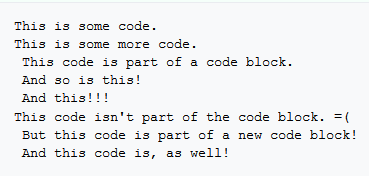 This is some code.
This is some more code.
 This code is part of a code block.
 And so is this!
 And this!!!
This code isn't part of the code block. =(
 But this code is part of a new code block!
 And this code is, as well!